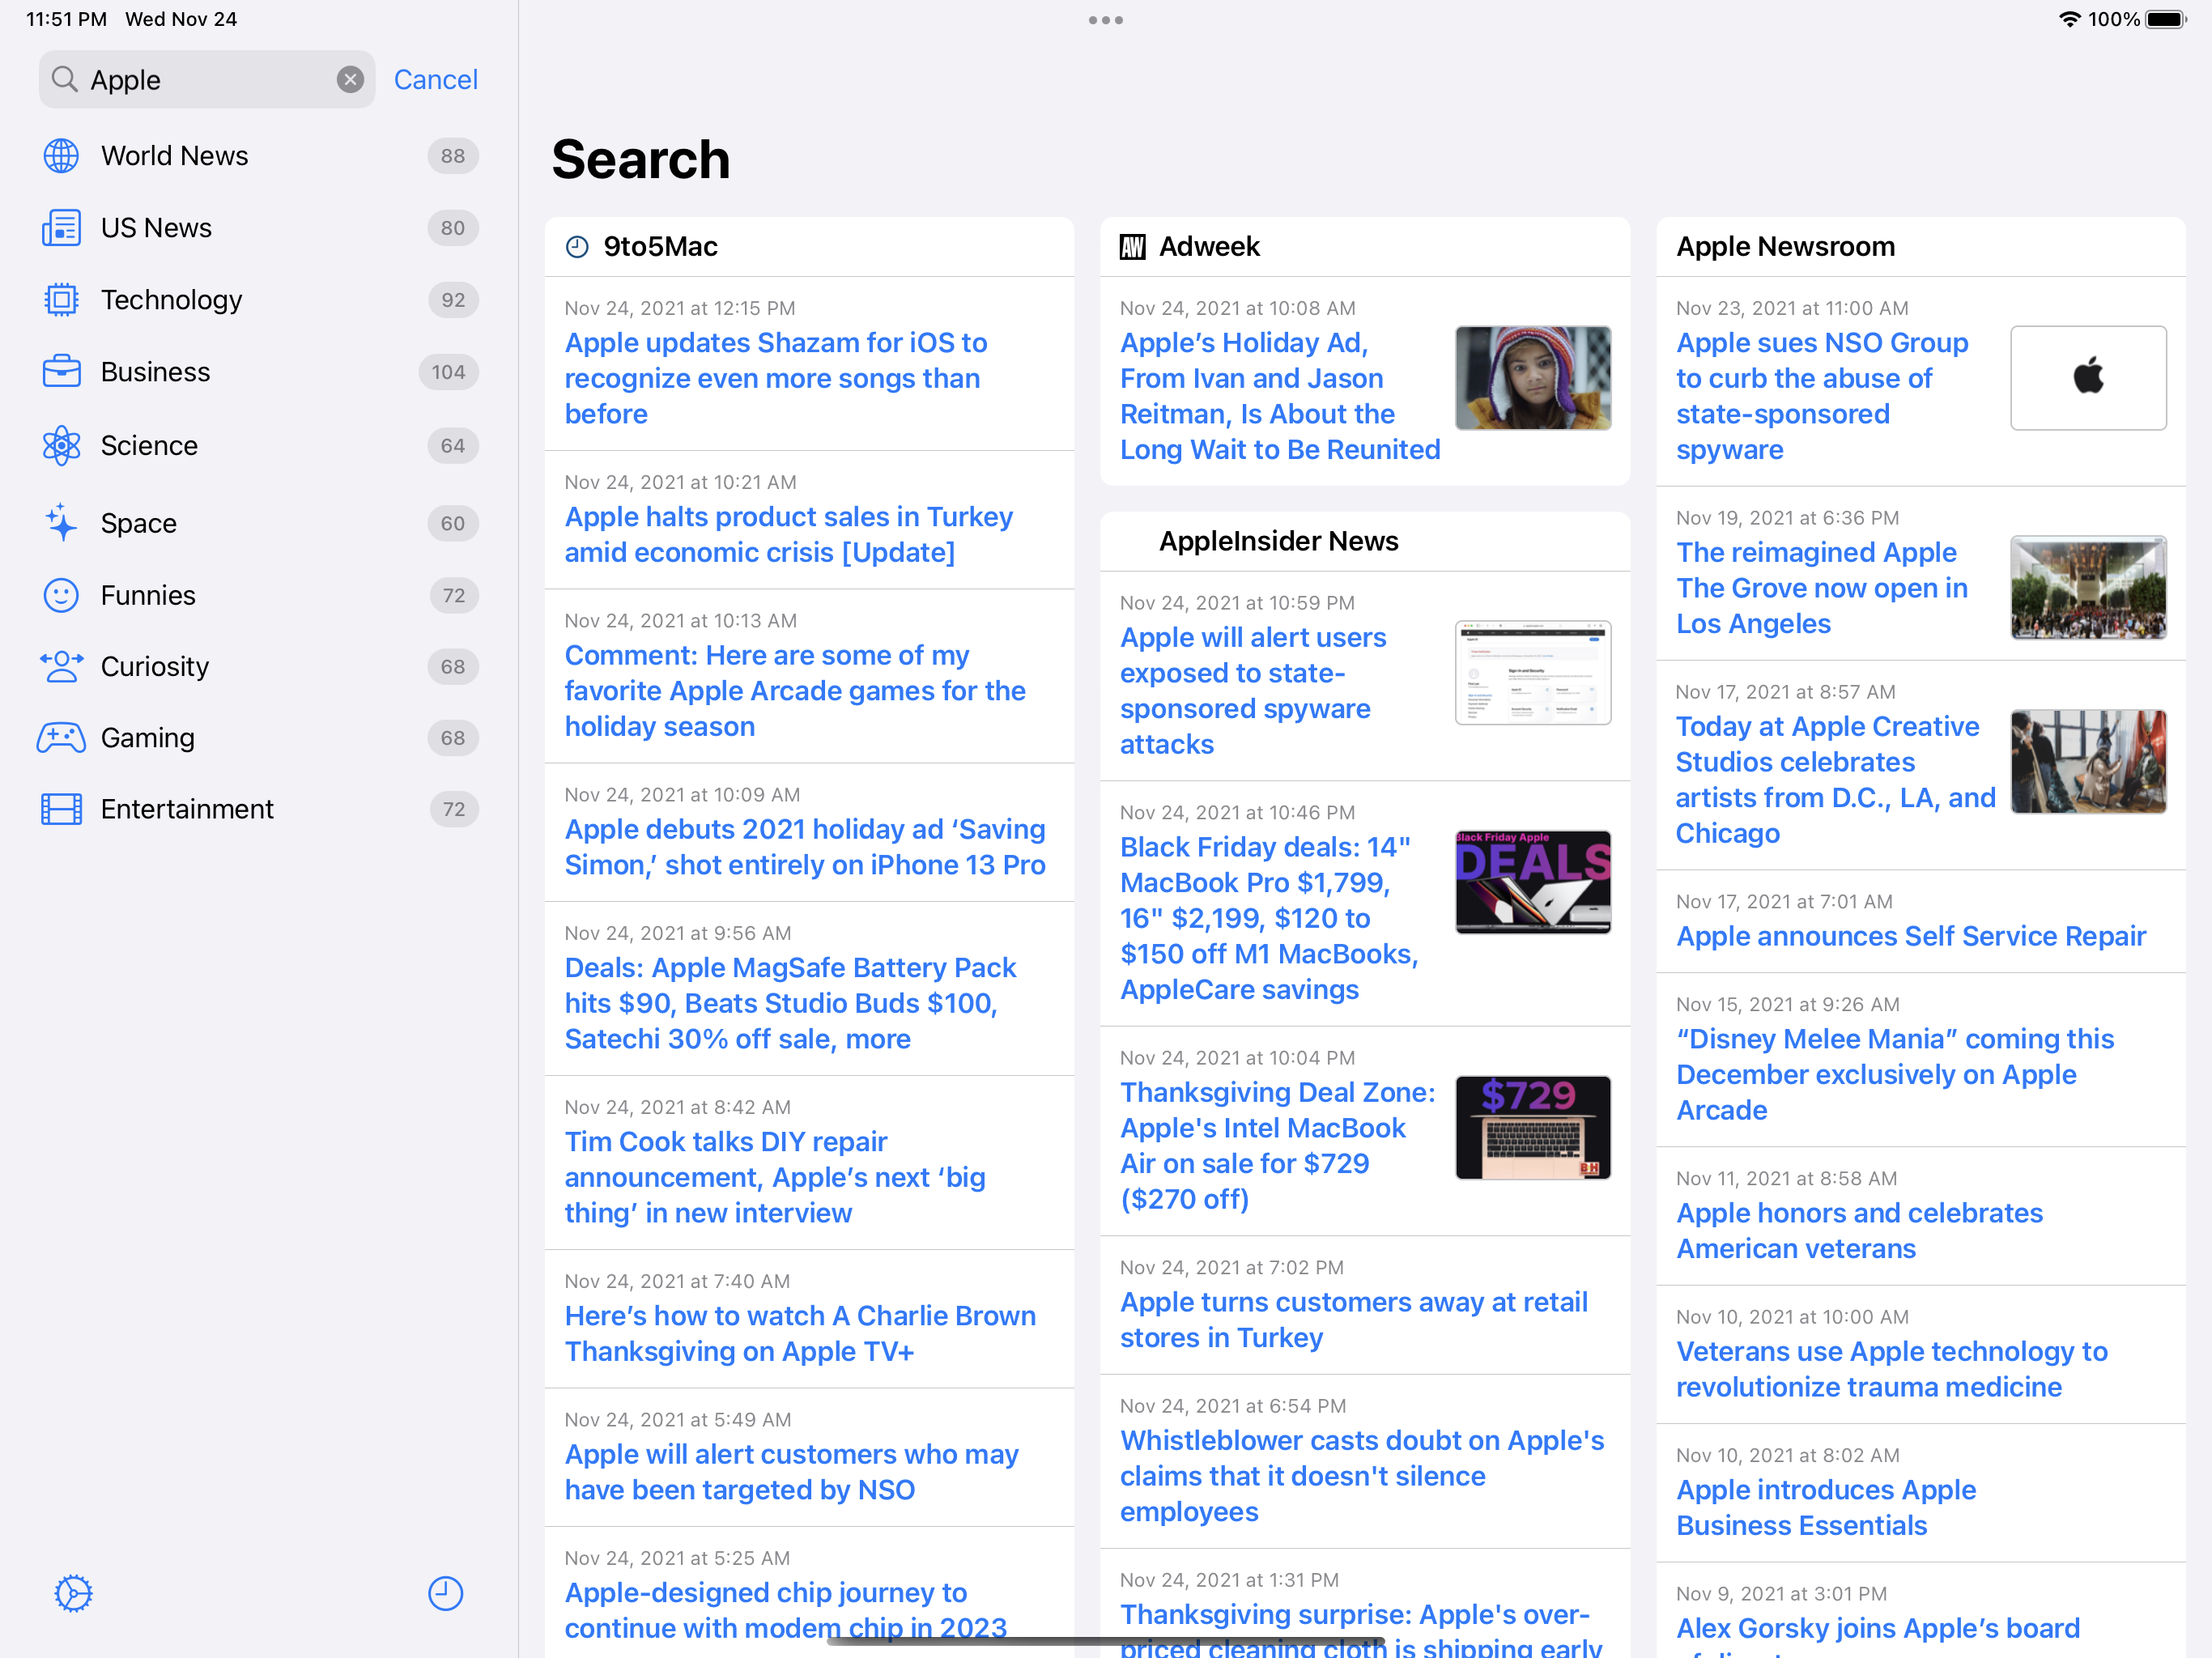 11:51 PM Wed Nov 24
100%
Apple
Cancel
World News 88
US News 80
Technology 92
Business 104
Science 64
Space 60
Funnies 72
Curiosity 68
Gaming 68
Entertainment 72
Search
9to5Mac
Nov 24, 2021 at 12:15 PM
Apple updates Shazam for iOS to
recognize even more songs than
before
Nov 24, 2021 at 10:21 AM
Apple halts product sales in Turkey
amid economic crisis [Update]
Nov 24, 2021 at 10:13 AM
Comment: Here are some of my
favorite Apple Arcade games for the
holiday season
Nov 24, 2021 at 10:09 AM
Apple debuts 2021 holiday ad ‘Saving
Simon,’ shot entirely on iPhone 13 Pro
Nov 24, 2021 at 9:56 AM
Deals: Apple MagSafe Battery Pack
hits $90, Beats Studio Buds $100,
Satechi 30% off sale, more
Nov 24, 2021 at 8:42 AM
Tim Cook talks DIY repair
announcement, Apple’s next ‘big
thing’ in new interview
Nov 24, 2021 at 7:40 AM
Here’s how to watch A Charlie Brown
Thanksgiving on Apple TV+
Nov 24, 2021 at 5:49 AM
Apple will alert customers who may
have been targeted by NSO
Nov 24, 2021 at 5:25 AM
Apple-designed chip journey to
continue with modem chip in 2023
AW Adweek
Nov 24, 2021 at 10:08 AM
Apple’s Holiday Ad,
From Ivan and Jason
Reitman, Is About the
Long Wait to Be Reunited
AppleInsider News
Nov 24, 2021 at 10:59 PM
Apple will alert users
exposed to state-
sponsored spyware
attacks
Sign in and Security
Nov 24, 2021 at 10:46 PM
Black Friday deals: 14"
MacBook Pro $1,799,
16" $2,199, $120 to
$150 off M1 MacBooks,
AppleCare savings
Black Friday Apple
DEALS
Nov 24, 2021 at 10:04 PM
Thanksgiving Deal Zone:
Apple's Intel MacBook
Air on sale for $729
($270 off)
$729
BH
Nov 24, 2021 at 7:02 PM
Apple turns customers away at retail
stores in Turkey
Nov 24, 2021 at 6:54 PM
Whistleblower casts doubt on Apple's
claims that it doesn't silence
employees
Nov 24, 2021 at 1:31 PM
Thanksgiving surprise: Apple's over-
priced cleaning cloth is shipping early
Apple Newsroom
Nov 23, 2021 at 11:00 AM
Apple sues NSO Group
to curb the abuse of
state-sponsored
spyware
Nov 19, 2021 at 6:36 PM
The reimagined Apple
The Grove now open in
Los Angeles
Nov 17, 2021 at 8:57 AM
Today at Apple Creative
Studios celebrates
artists from D.C., LA, and
Chicago
Nov 17, 2021 at 7:01 AM
Apple announces Self Service Repair
Nov 15, 2021 at 9:26 AM
“Disney Melee Mania” coming this
December exclusively on Apple
Arcade
Nov 11, 2021 at 8:58 AM
Apple honors and celebrates
American veterans
Nov 10, 2021 at 10:00 AM
Veterans use Apple technology to
revolutionize trauma medicine
Nov 10, 2021 at 8:02 AM
Apple introduces Apple
Business Essentials
Nov 9, 2021 at 3:01 PM
Alex Gorsky joins Apple’s board